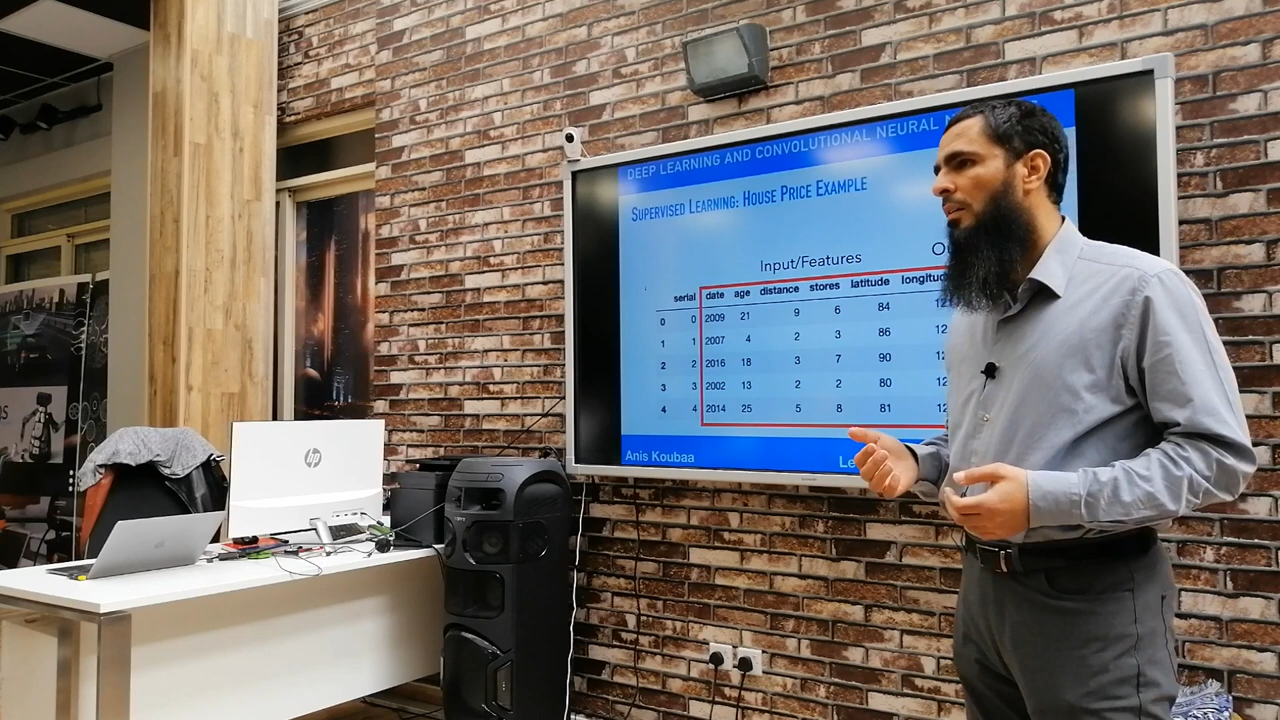 DEEP LEARNING AND CONVOLUTIONAL NEURAL
SUPERVISED LEARNING: HOUSE PRICE EXAMPLE
Input/Features
serial date age distance stores latitude
0 0 2009 21 9 6 84
1 1 2007 4 2 3 86
2 2 2016 18 3 7 90
3 3 2002 13 2 2 80
4 4 2014 25 5 8 81
Anis Koubaa
hp